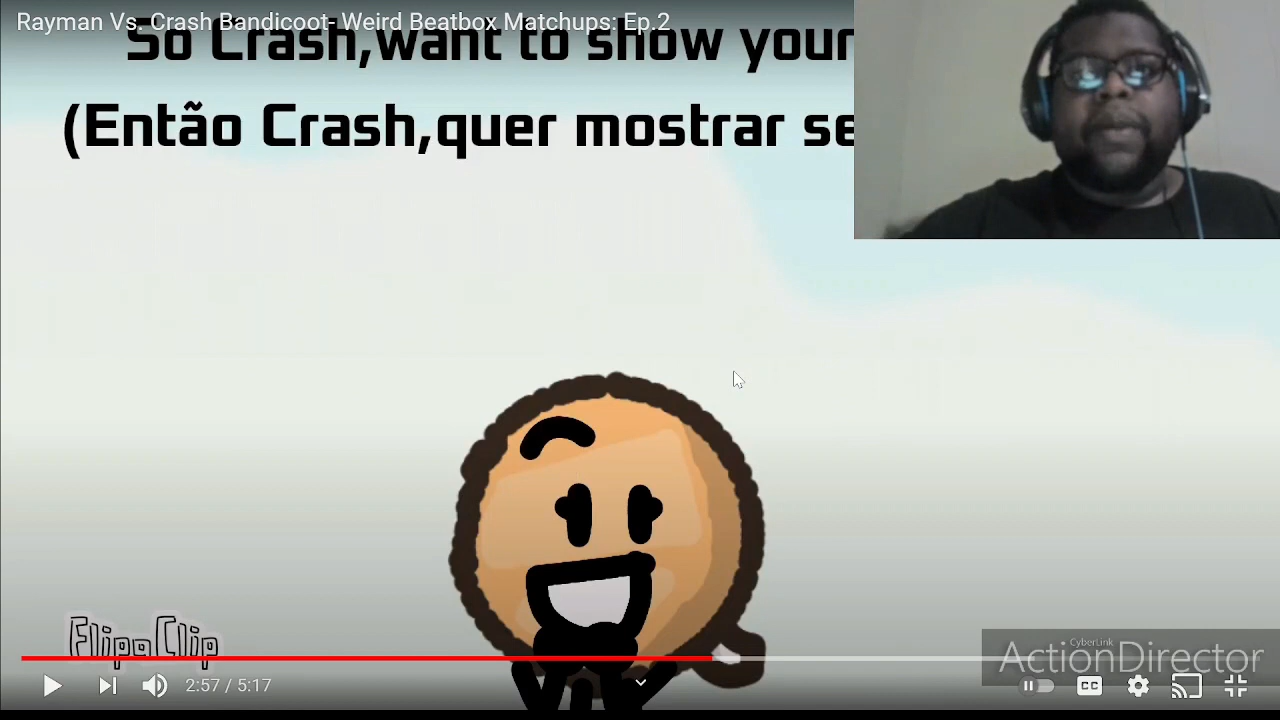 Rayman Vs. Crash Bandicoot- Weird Beatbox Matchups: Ep.2
So Crash,want to show your
(Então Crash,quer mostrar se
FlipaClip
CyberLink
ActionDirector
2:57 / 5:17
CC